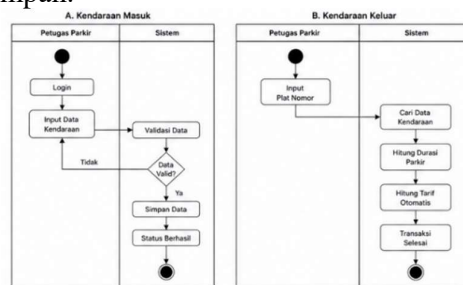 A. Kendaraan Masuk
Petugas Parkir
Sistem
Login
Input Data
Kendaraan
Validasi Data
Tidak
Data
Valid?
Ya
Simpan Data
Status Berhasil
B. Kendaraan Keluar
Petugas Parkir
Sistem
Input
Plat Nomor
Cari Data
Kendaraan
Hitung Durasi
Parkir
Hitung Tarif
Otomatis
Transaksi
Selesai